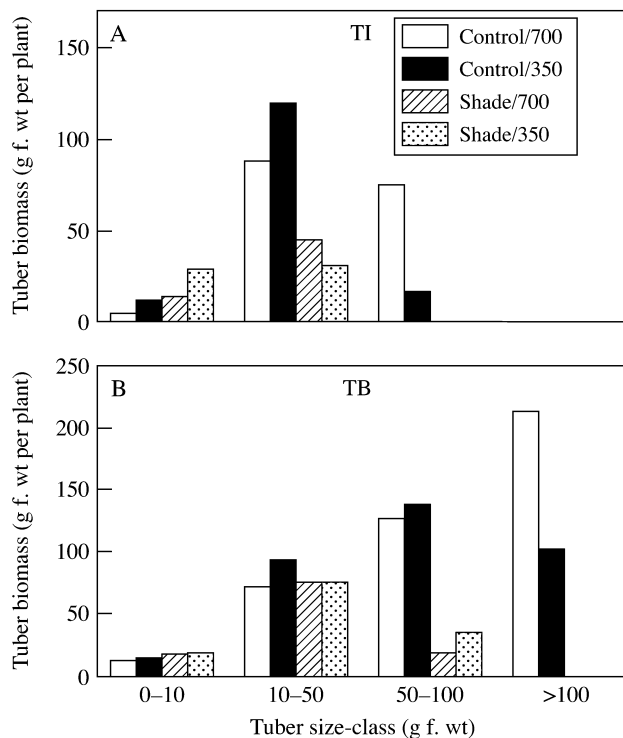 A
TI
Control/700
Control/350
Shade/700
Shade/350
Tuber biomass (g f. wt per plant)
150
100
50
0
B
TB
Tuber biomass (g f. wt per plant)
250
200
150
100
50
0
0–10 10–50 50–100 >100
Tuber size-class (g f. wt)